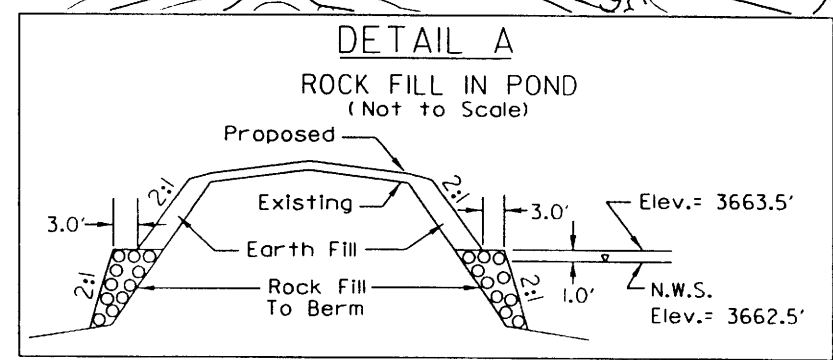 DETAIL A
ROCK FILL IN POND
(Not to Scale)
Proposed
2:1
2:1
Existing
Elev.= 3663.5'
3.0'
3.0'
Earth Fill
2:1
Rock Fill
To Berm
2:1
1.0'
N.W.S.
Elev.= 3662.5'